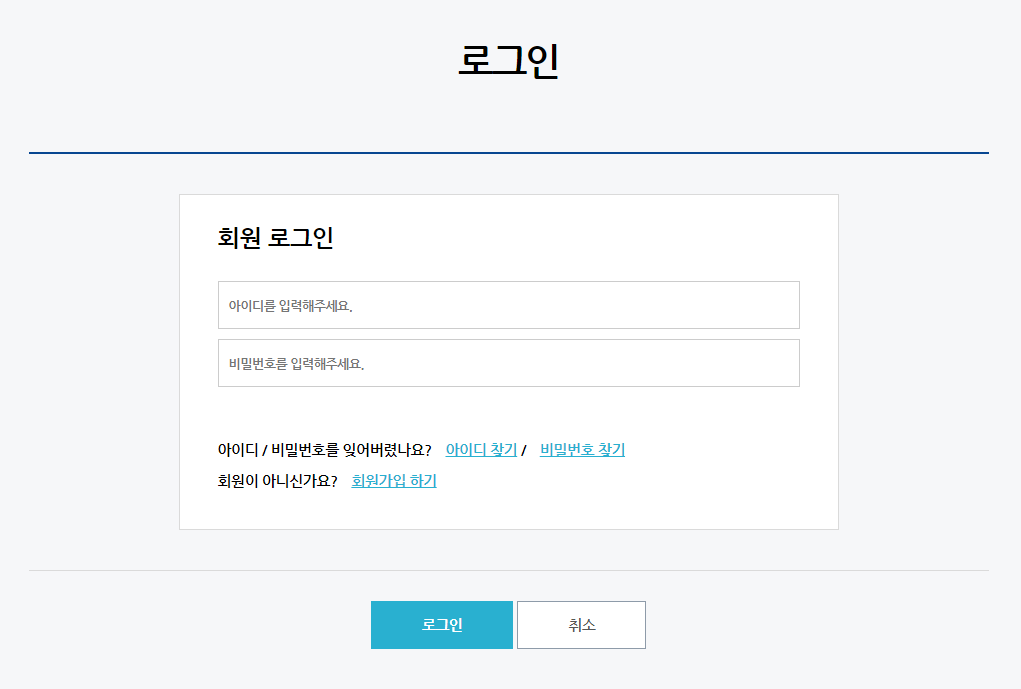 로그인
회원 로그인
아이디를 입력해주세요.
비밀번호를 입력해주세요.
아이디 / 비밀번호를 잊어버렸나요? 아이디 찾기 / 비밀번호 찾기
회원이 아니신가요? 회원가입 하기
로그인 취소